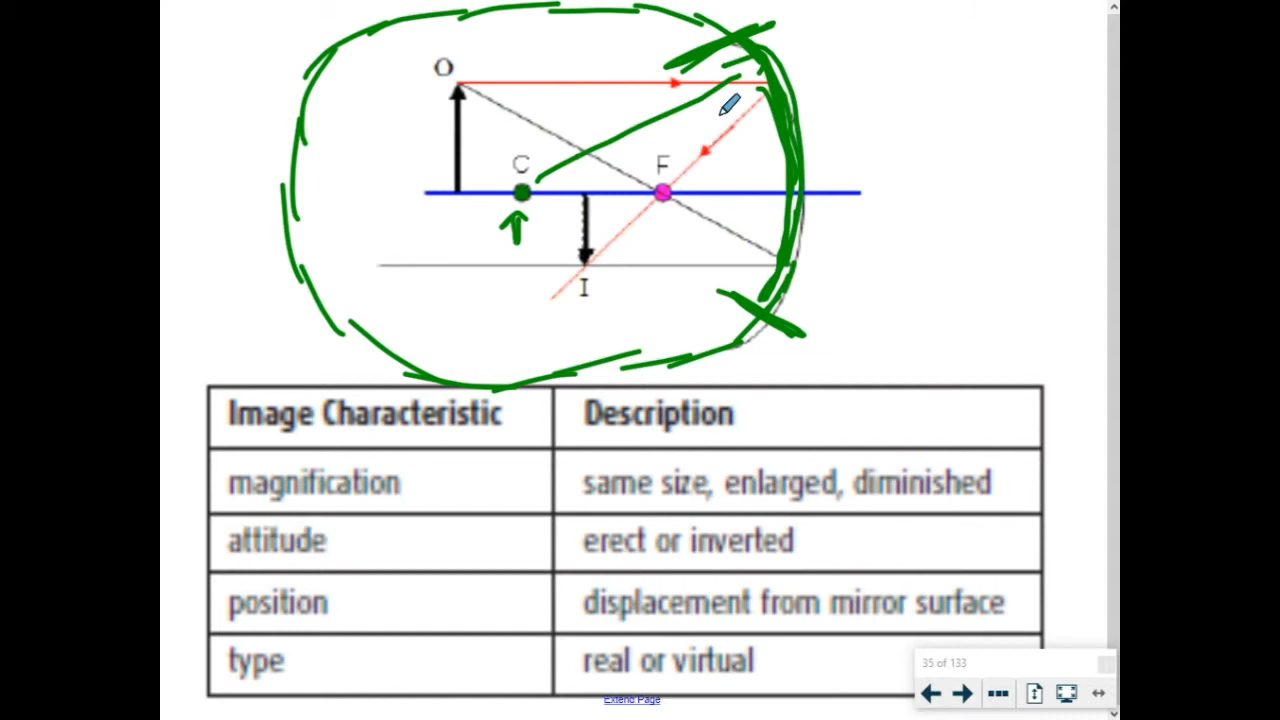 O
C
F
I
Image Characteristic Description
magnification same size, enlarged, diminished
attitude erect or inverted
position displacement from mirror surface
type real or virtual
35 of 133
Extend Page